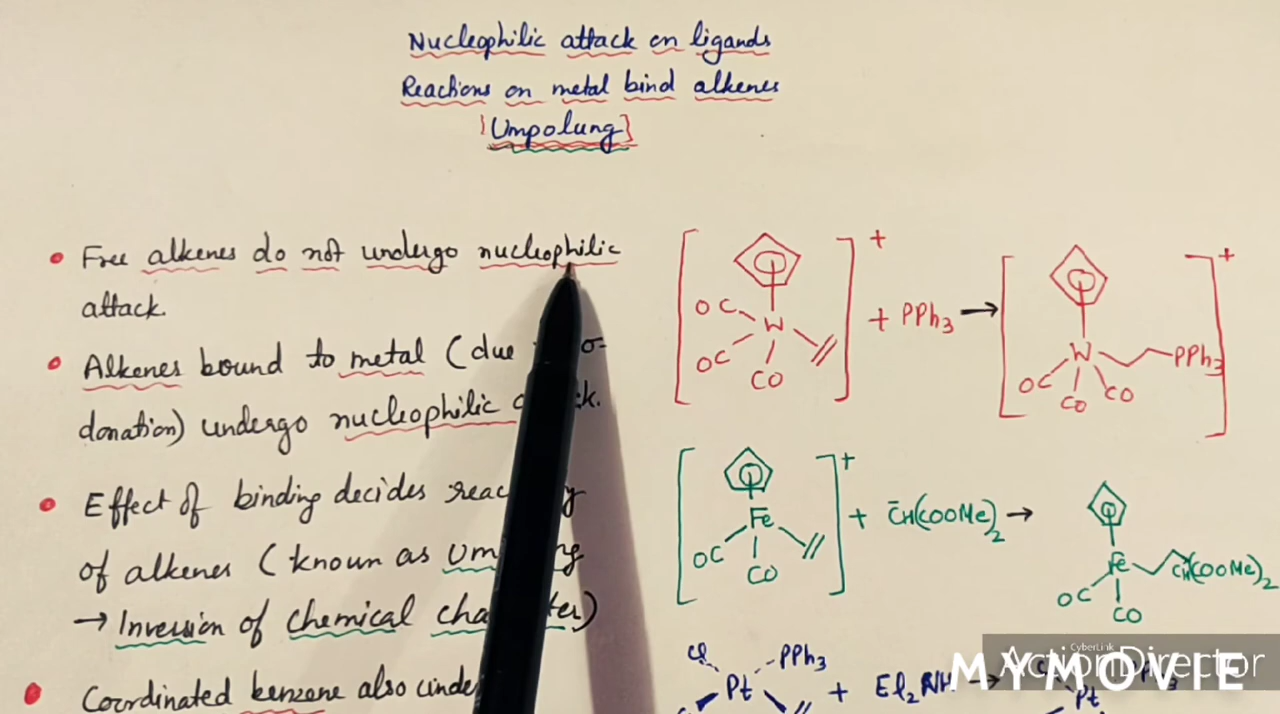 Nucleophilic attack on ligands
Reactions on metal bind alkenes
{Umpolung}
• Free alkenes do not undergo nucleophilic
attack.
• Alkenes bound to metal (due σ-
donation) undergo nucleophilic
• Effect of binding decides
of alkenes (known as
→ Inversion of chemical
• Coordinated benzene also
[ OC OC W CO ]+ + PPh3 → [ W PPh3 OC CO CO ]+
[ Fe OC CO ]+ + C̄H(COOMe)2 → Fe CH(COOMe)2 OC CO
Cl PPh3 Pt + Et2NH → Pt
CyberLink
ActionDirector
MYMOVIE